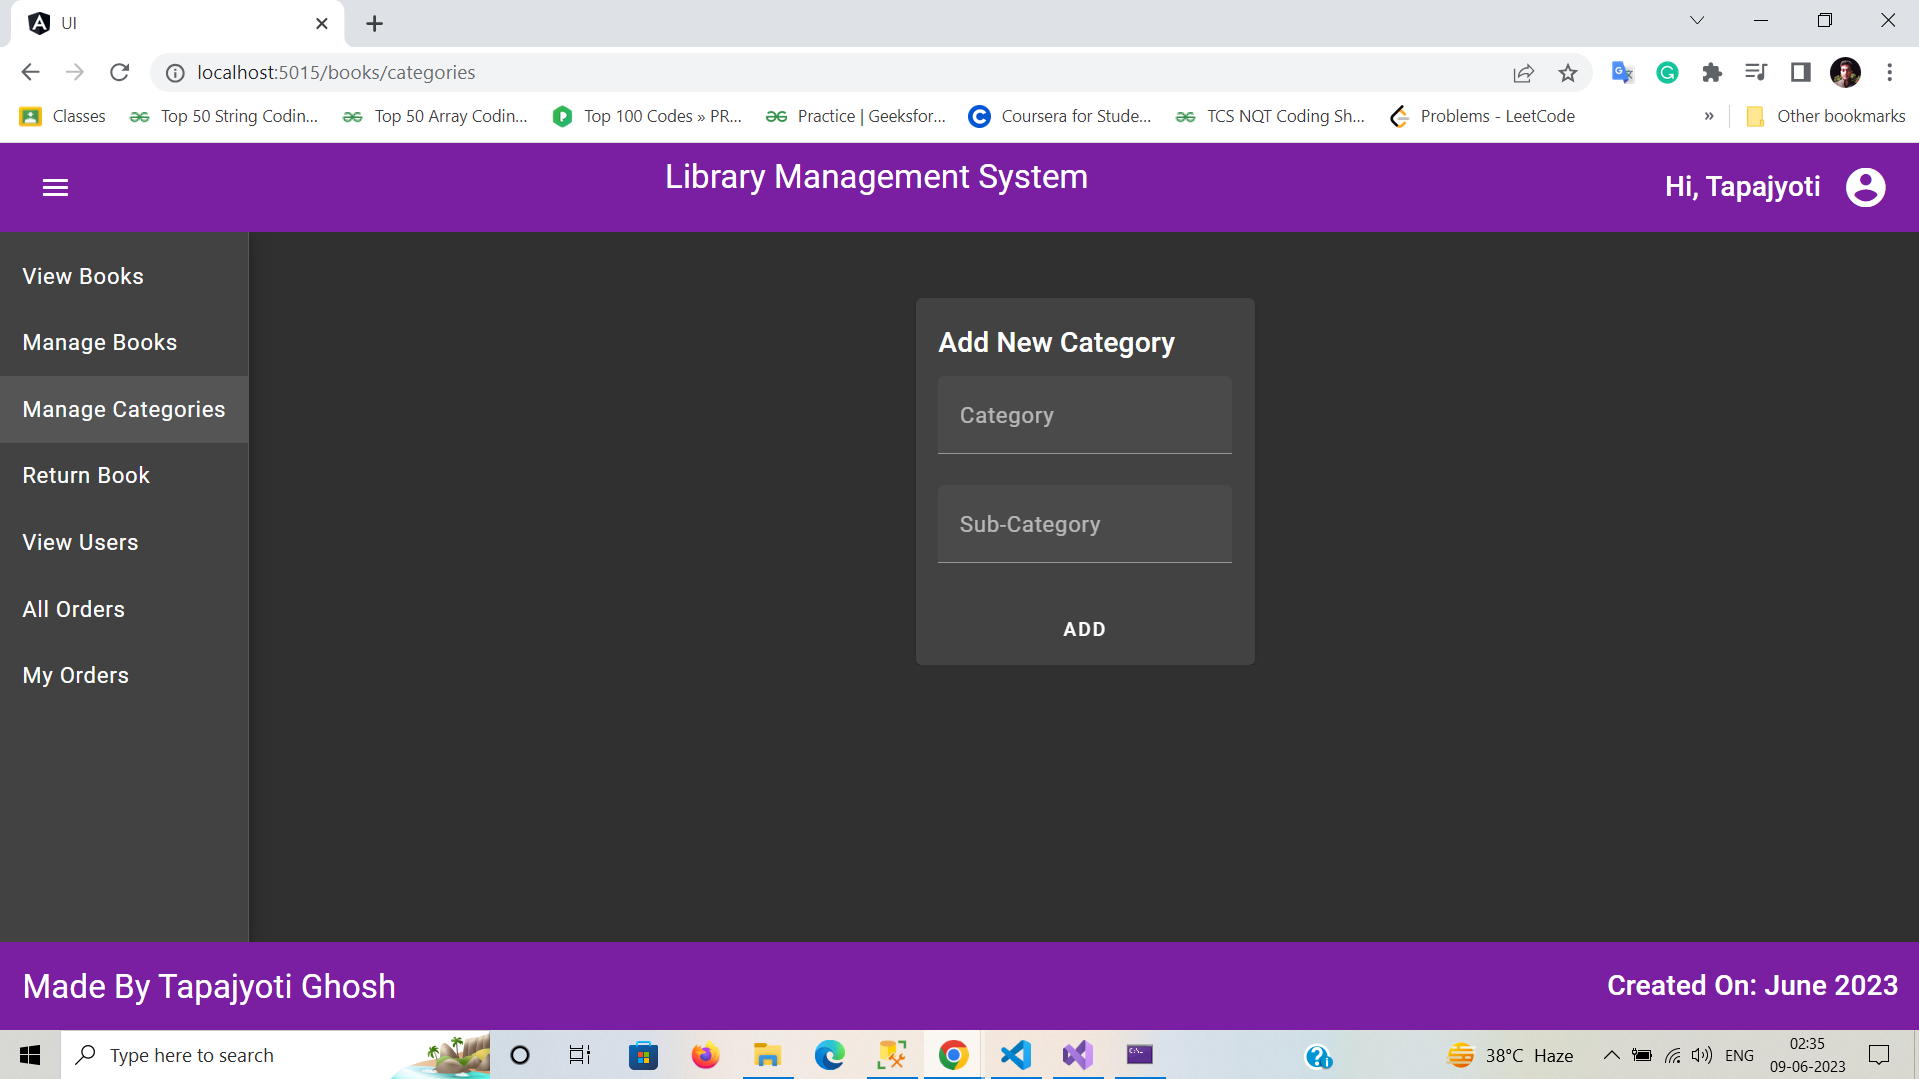 UI
localhost:5015/books/categories
Classes
Top 50 String Codin...
Top 50 Array Codin...
Top 100 Codes » PR...
Practice | Geeksfor...
Coursera for Stude...
TCS NQT Coding Sh...
Problems - LeetCode
»
Other bookmarks
Library Management System
Hi, Tapajyoti
View Books
Manage Books
Manage Categories
Return Book
View Users
All Orders
My Orders
Add New Category
Category
Sub-Category
ADD
Made By Tapajyoti Ghosh
Created On: June 2023
Type here to search
38°C Haze
ENG
02:35
09-06-2023